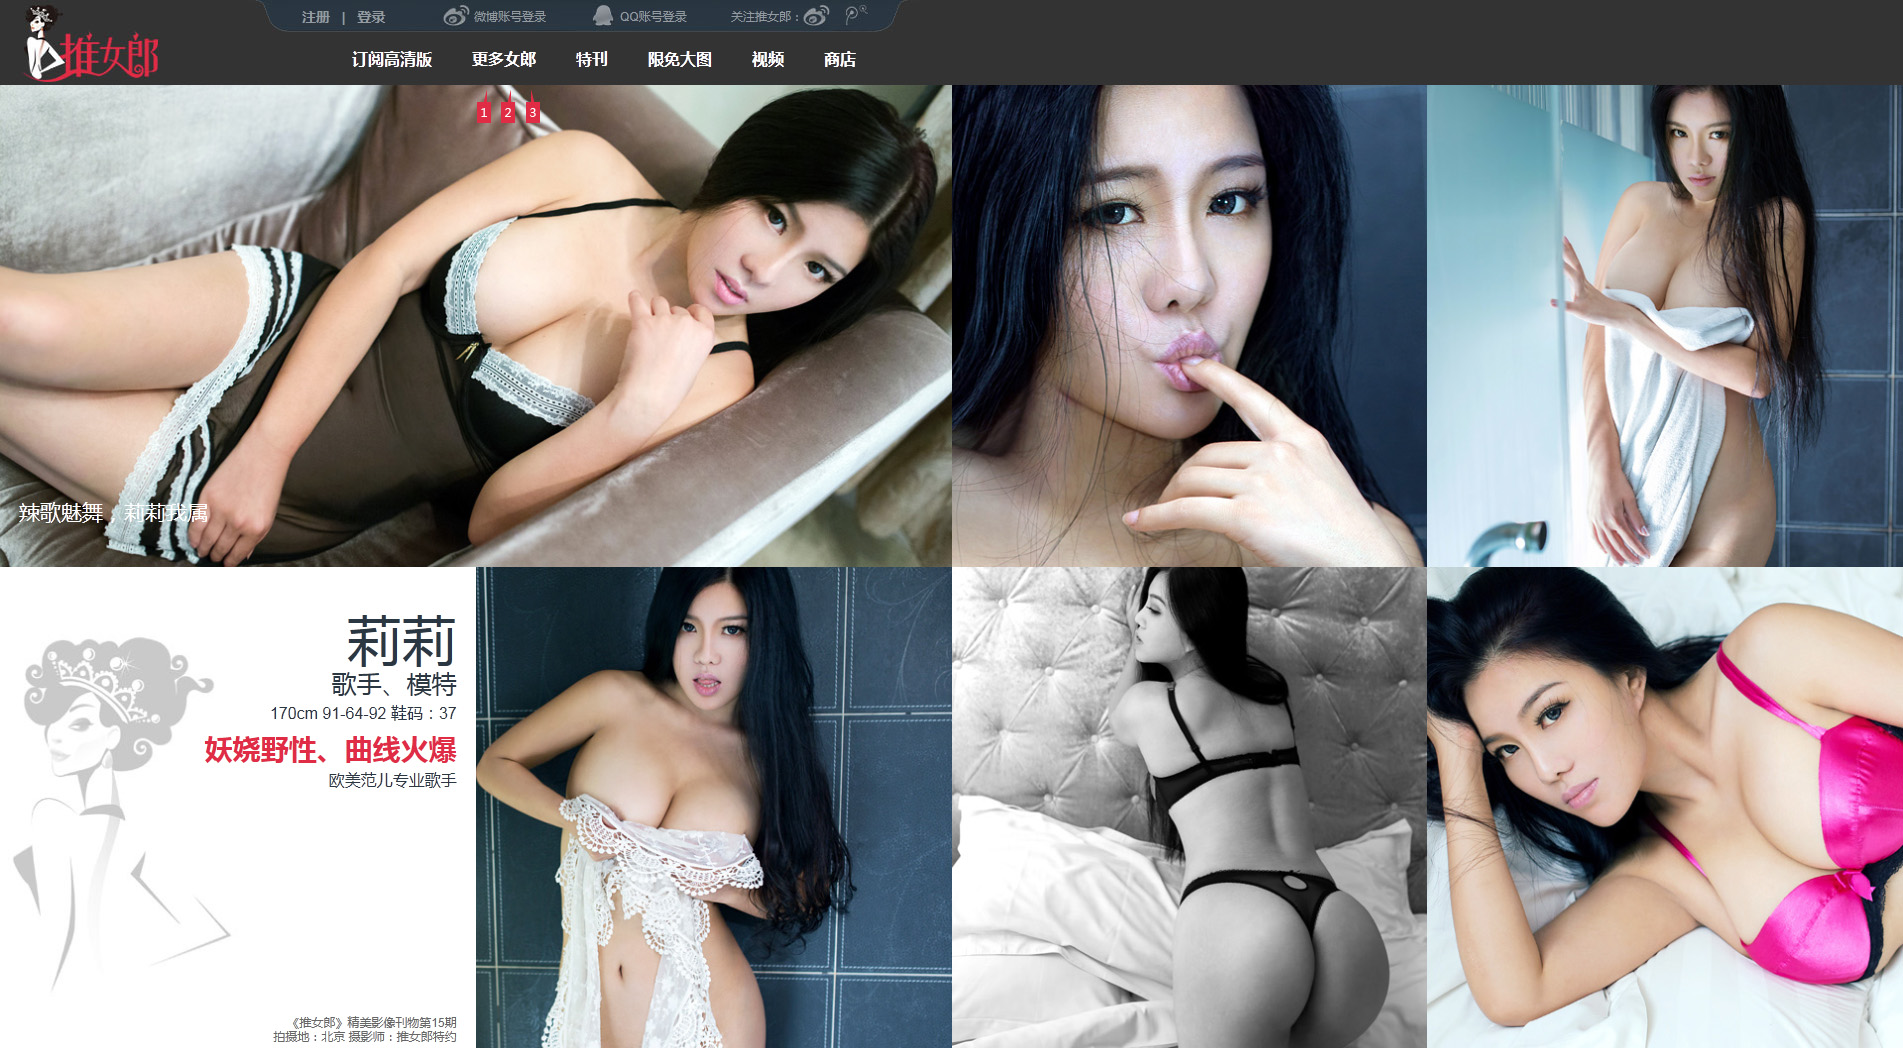 注册 | 登录 微博账号登录 QQ账号登录 关注推女郎：
推女郎
订阅高清版 更多女郎 特刊 限免大图 视频 商店
1 2 3
辣歌魅舞，莉莉我属
莉莉
歌手、模特
170cm 91-64-92 鞋码：37
妖娆野性、曲线火爆
欧美范儿专业歌手
《推女郎》精美影像刊物第15期
拍摄地：北京 摄影师：推女郎特约